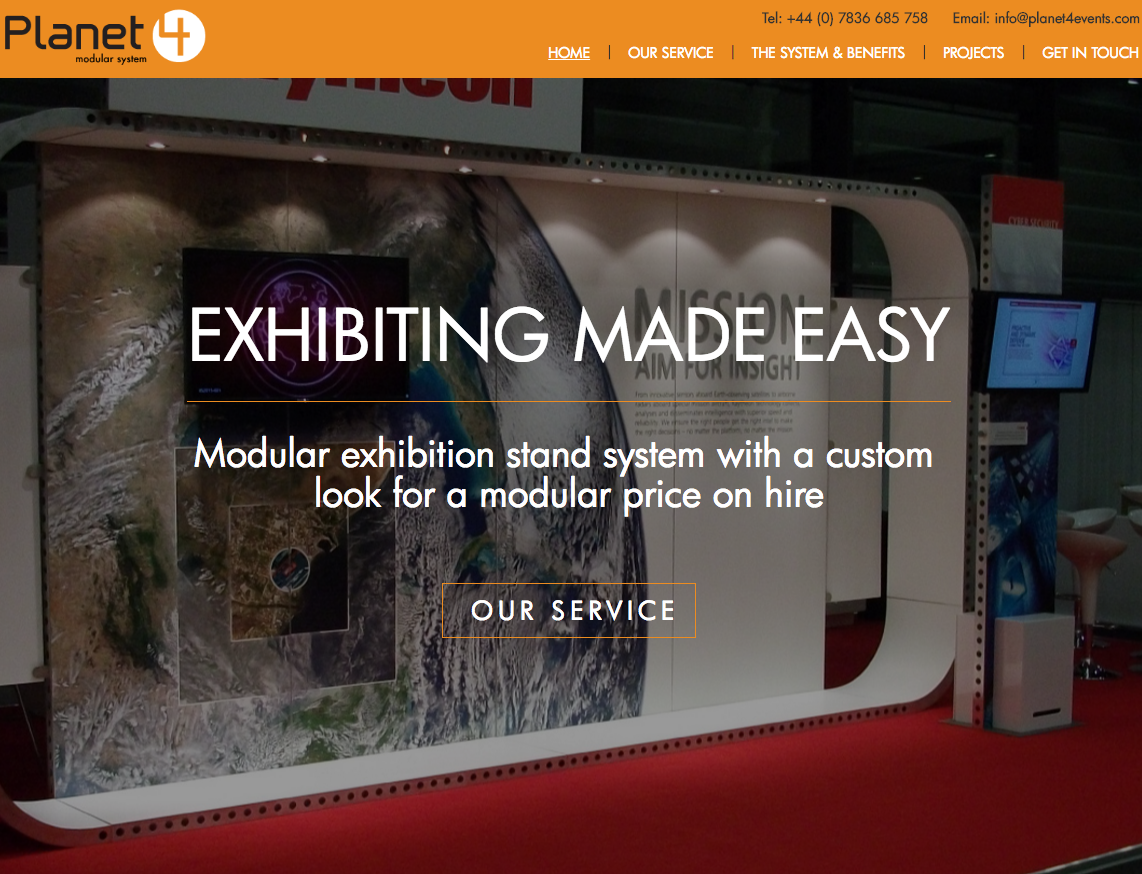 Planet 4
modular system
Tel: +44 (0) 7836 685 758 Email: info@planet4events.com
HOME | OUR SERVICE | THE SYSTEM & BENEFITS | PROJECTS | GET IN TOUCH
CYBER SECURITY
MISSION
AIM FOR INSIGHT
EXHIBITING MADE EASY
Modular exhibition stand system with a custom
look for a modular price on hire
OUR SERVICE